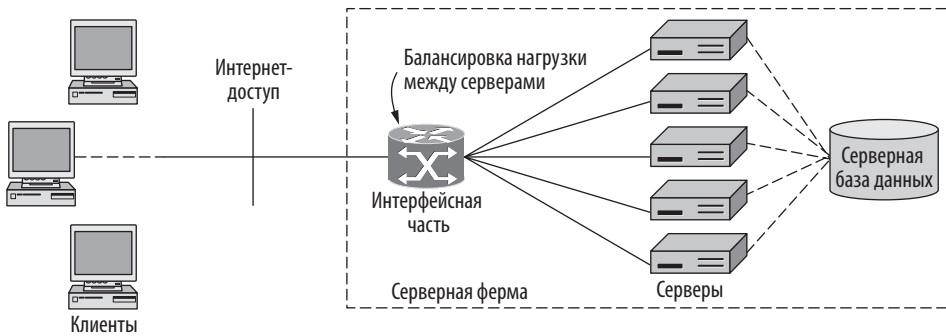 Интернет-
доступ
Балансировка нагрузки
между серверами
Интерфейсная
часть
Серверная
база данных
Серверная ферма
Серверы
Клиенты